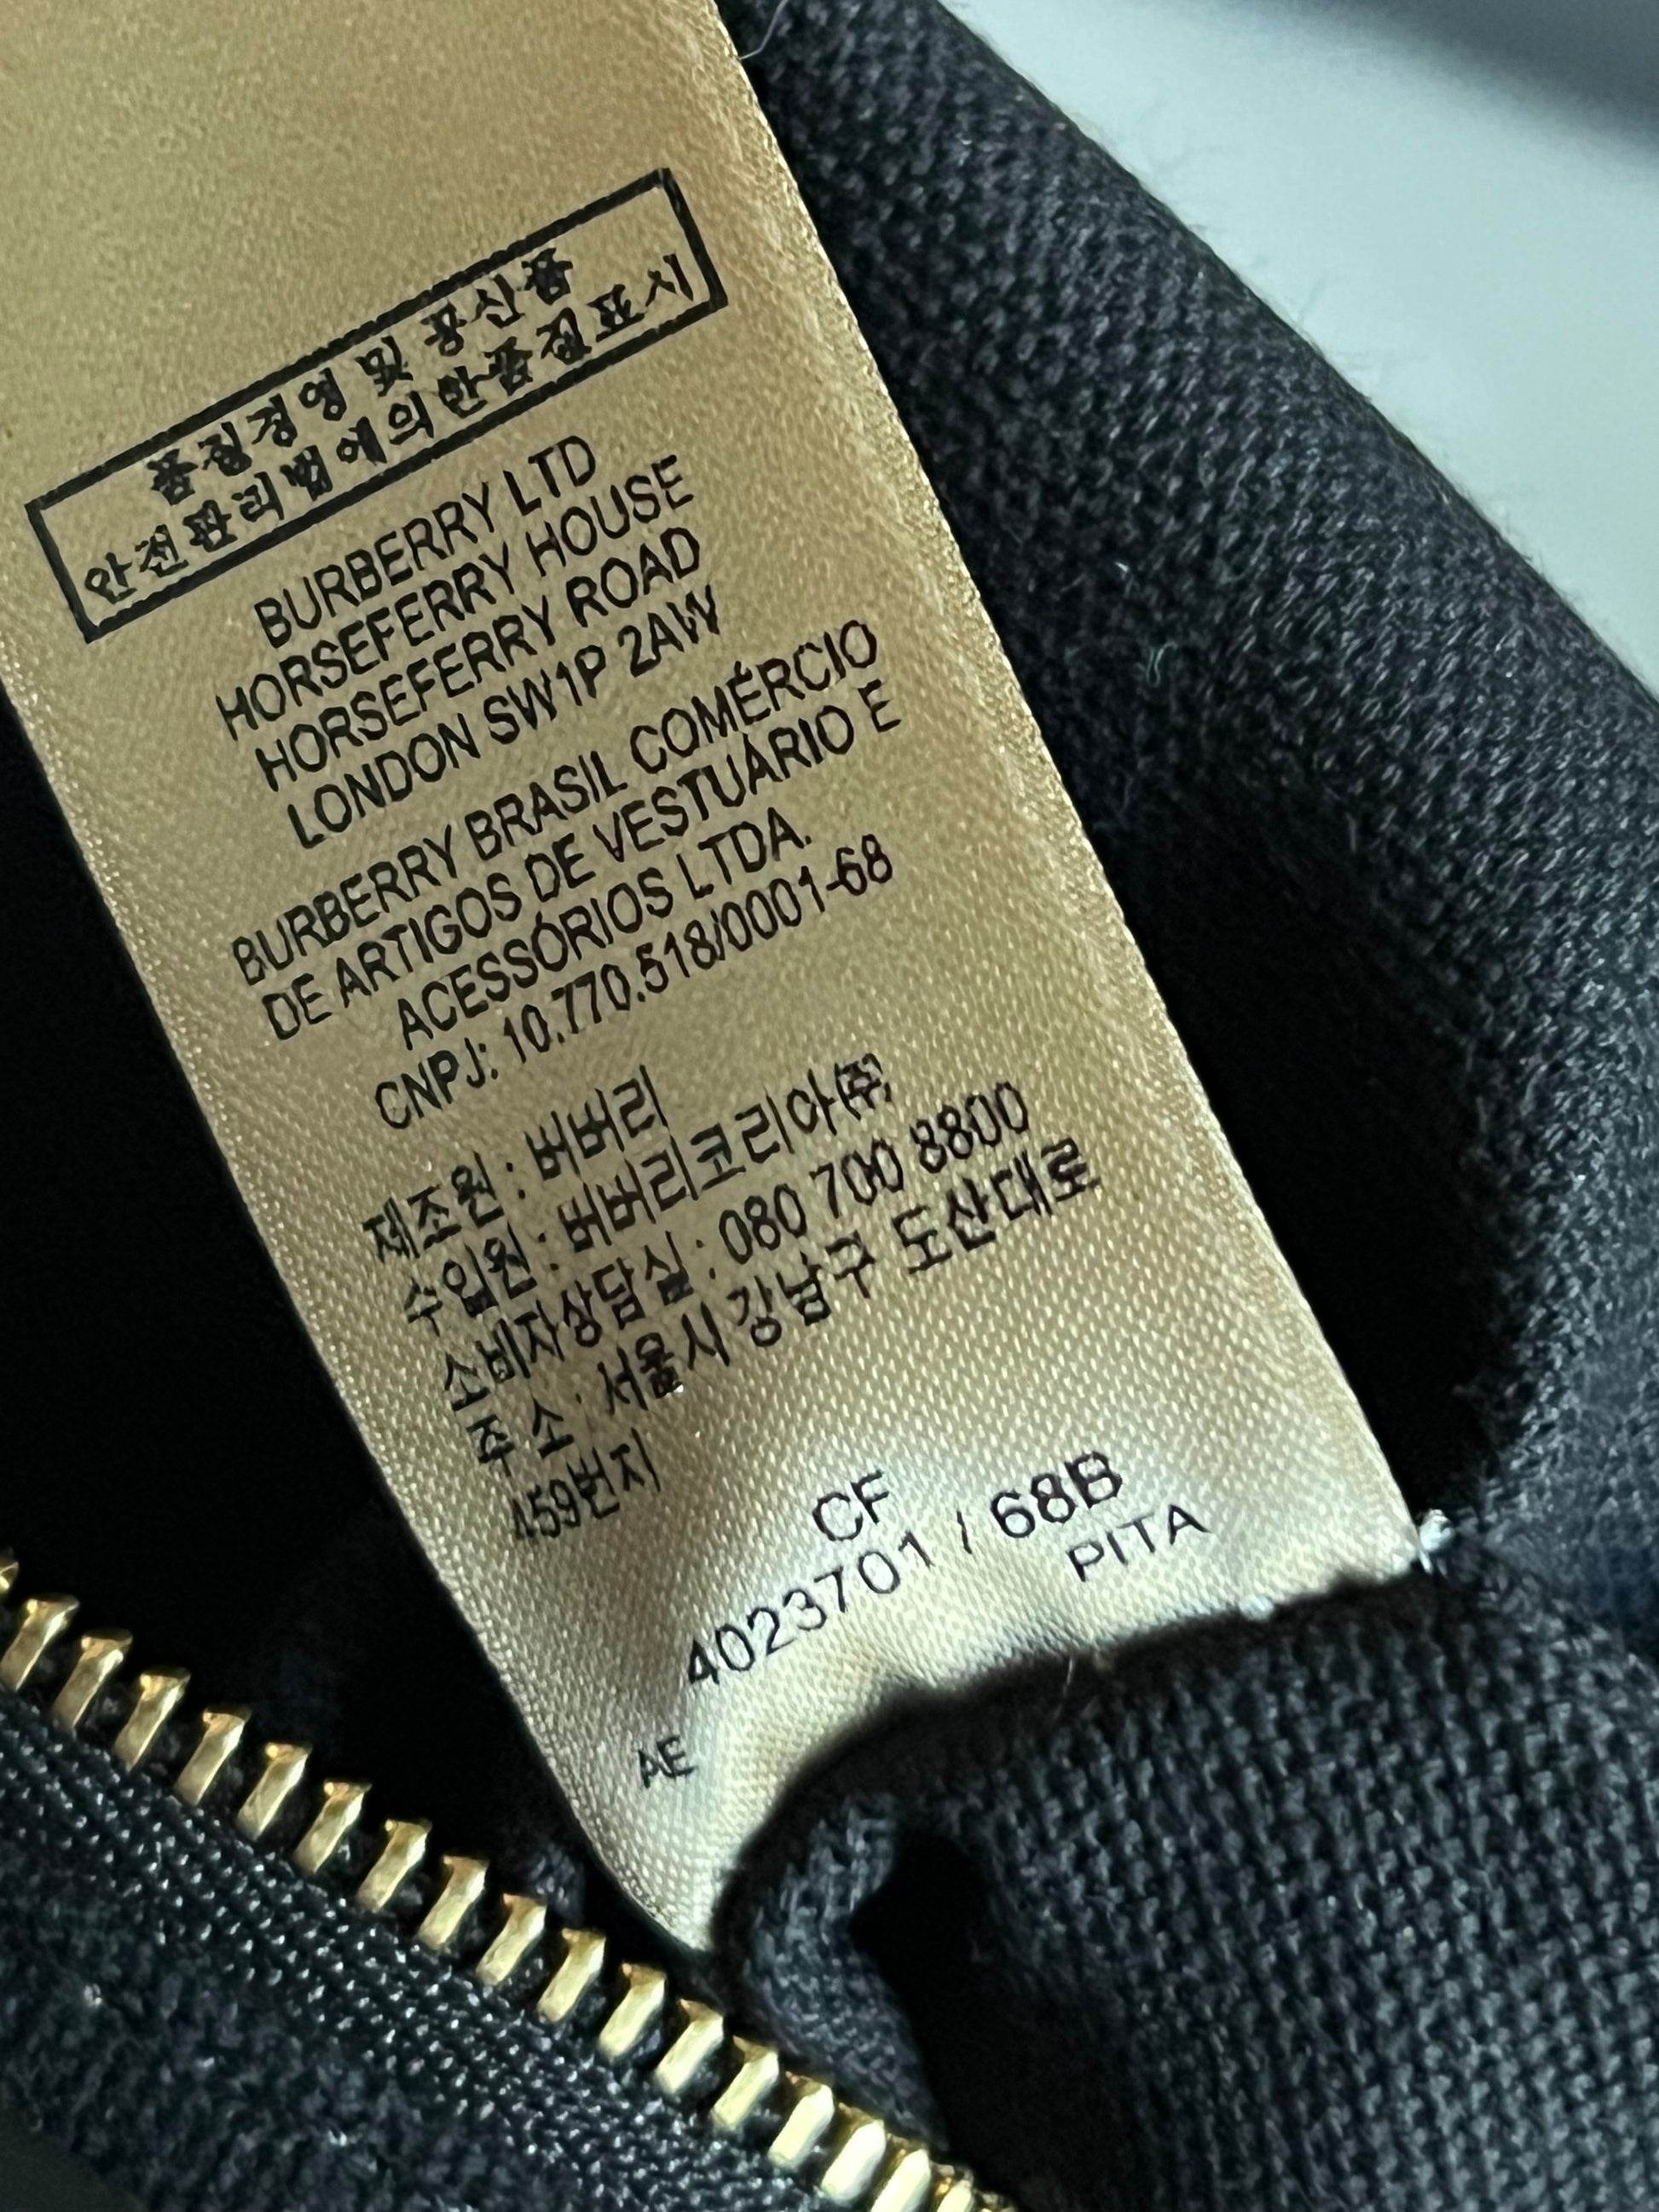 품질경영 및 공산품
안전관리법에의한품질표시
BURBERRY LTD
HORSEFERRY HOUSE
HORSEFERRY ROAD
LONDON SW1P 2AW
BURBERRY BRASIL COMÉRCIO
DE ARTIGOS DE VESTUÁRIO E
ACESSÓRIOS LTDA.
CNPJ: 10.770.518/0001-68
제조원 : 버버리
수입원 : 버버리코리아(주)
소비자상담실 : 080 700 8800
주 소 : 서울시 강남구 도산대로
459번지
CF
4023701 / 68B
PITA
AE